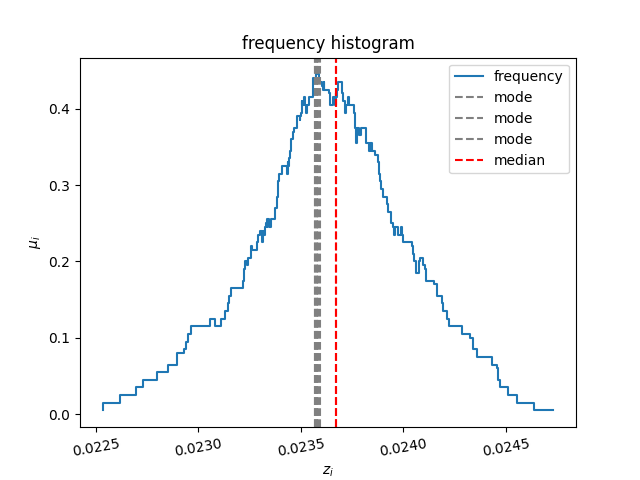 frequency histogram
frequency
mode
mode
mode
median
0.4
0.3
0.2
0.1
0.0
μi
0.0225
0.0230
0.0235
0.0240
0.0245
zi